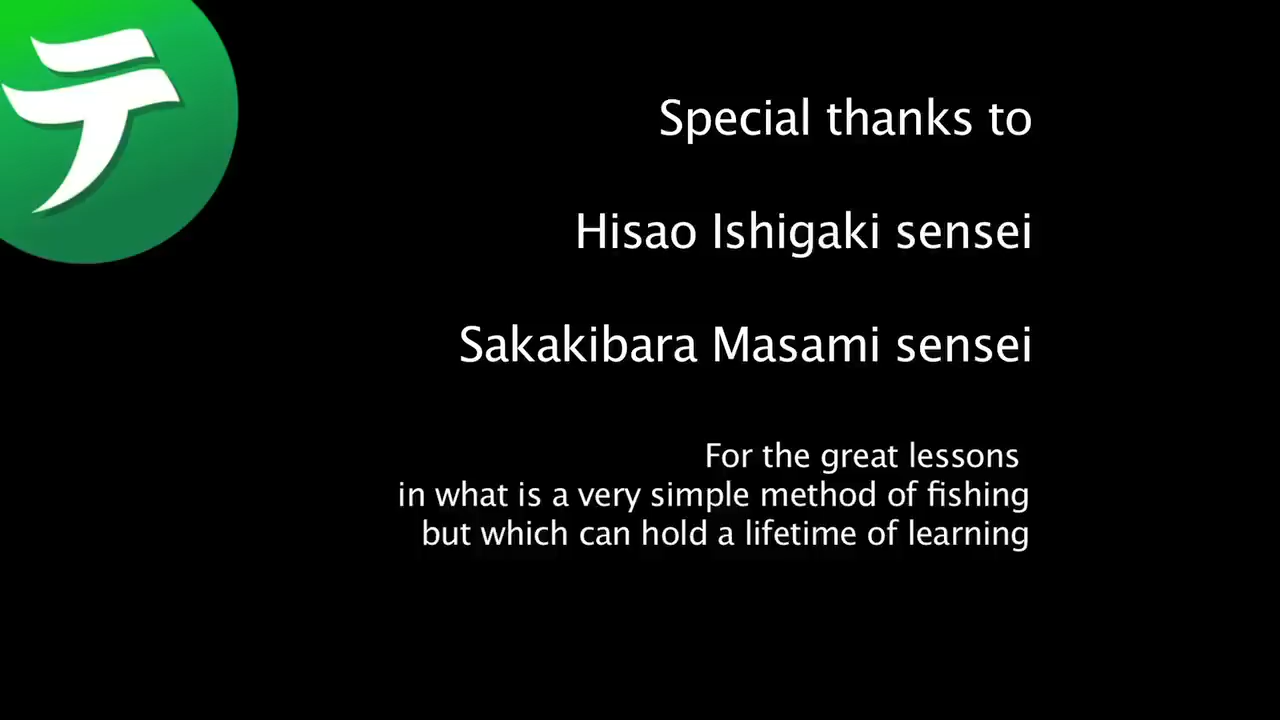 テ
Special thanks to
Hisao Ishigaki sensei
Sakakibara Masami sensei
For the great lessons
in what is a very simple method of fishing
but which can hold a lifetime of learning